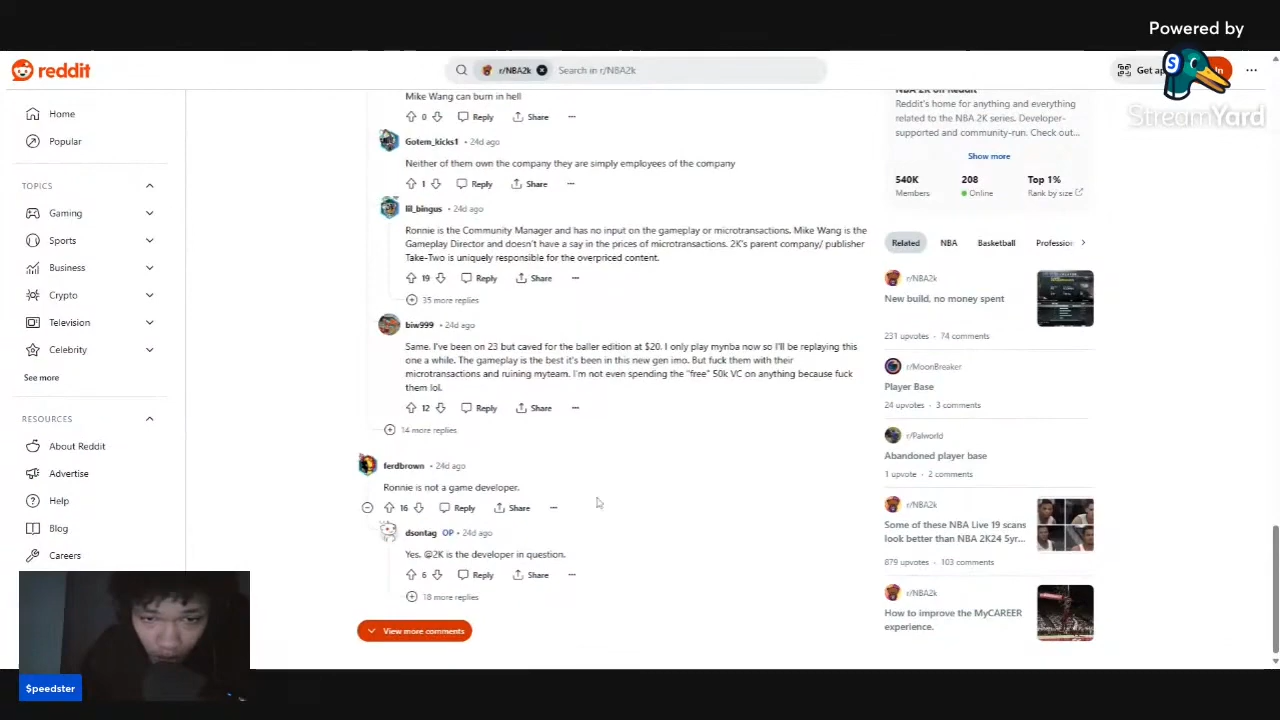 Powered by
StreamYard
reddit
r/NBA2k
Search in r/NBA2k
Get ap
In
Home
Popular
TOPICS
Gaming
Sports
Business
Crypto
Television
Celebrity
See more
RESOURCES
About Reddit
Advertise
Help
Blog
Careers
$peedster
Mike Wang can burn in hell
0 Reply Share
Gotem_kicks1 • 24d ago
Neither of them own the company they are simply employees of the company
1 Reply Share
lil_bingus • 24d ago
Ronnie is the Community Manager and has no input on the gameplay or microtransactions. Mike Wang is the
Gameplay Director and doesn't have a say in the prices of microtransactions. 2K's parent company/ publisher
Take-Two is uniquely responsible for the overpriced content.
19 Reply Share
35 more replies
biw999 • 24d ago
Same. I've been on 23 but caved for the baller edition at $20. I only play mynba now so I'll be replaying this
one a while. The gameplay is the best it's been in this new gen imo. But fuck them with their
microtransactions and ruining myteam. I'm not even spending the "free" 50k VC on anything because fuck
them lol.
12 Reply Share
14 more replies
ferdbrown • 24d ago
Ronnie is not a game developer.
16 Reply Share
dsontag OP • 24d ago
Yes. @2K is the developer in question.
6 Reply Share
18 more replies
View more comments
NBA 2K on Reddit
Reddit's home for anything and everything
related to the NBA 2K series. Developer-
supported and community-run. Check out...
Show more
540K 208 Top 1%
Members Online Rank by size
Related NBA Basketball Profession
r/NBA2k
New build, no money spent
231 upvotes • 74 comments
r/MoonBreaker
Player Base
24 upvotes • 3 comments
r/Palworld
Abandoned player base
1 upvote • 2 comments
r/NBA2k
Some of these NBA Live 19 scans
look better than NBA 2K24 5yr...
879 upvotes • 103 comments
r/NBA2k
How to improve the MyCAREER
experience.